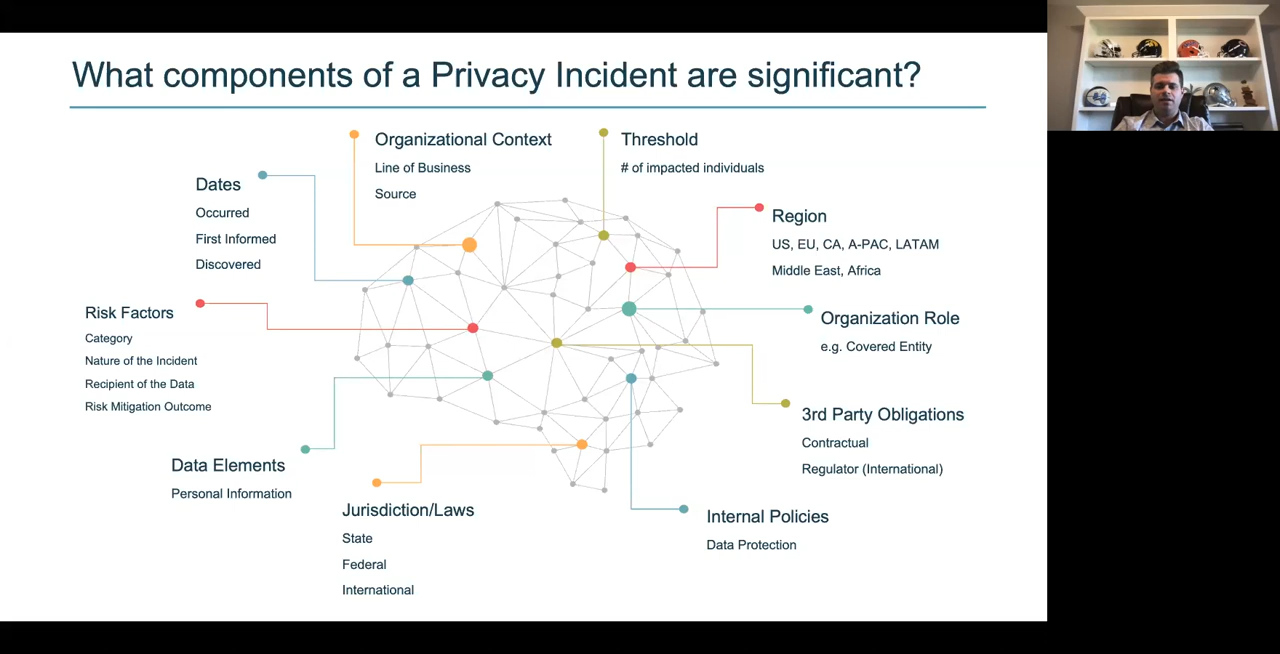 What components of a Privacy Incident are significant?
Organizational Context
Line of Business
Source
Threshold
# of impacted individuals
Dates
Occurred
First Informed
Discovered
Region
US, EU, CA, A-PAC, LATAM
Middle East, Africa
Risk Factors
Category
Nature of the Incident
Recipient of the Data
Risk Mitigation Outcome
Organization Role
e.g. Covered Entity
3rd Party Obligations
Contractual
Regulator (International)
Data Elements
Personal Information
Jurisdiction/Laws
State
Federal
International
Internal Policies
Data Protection